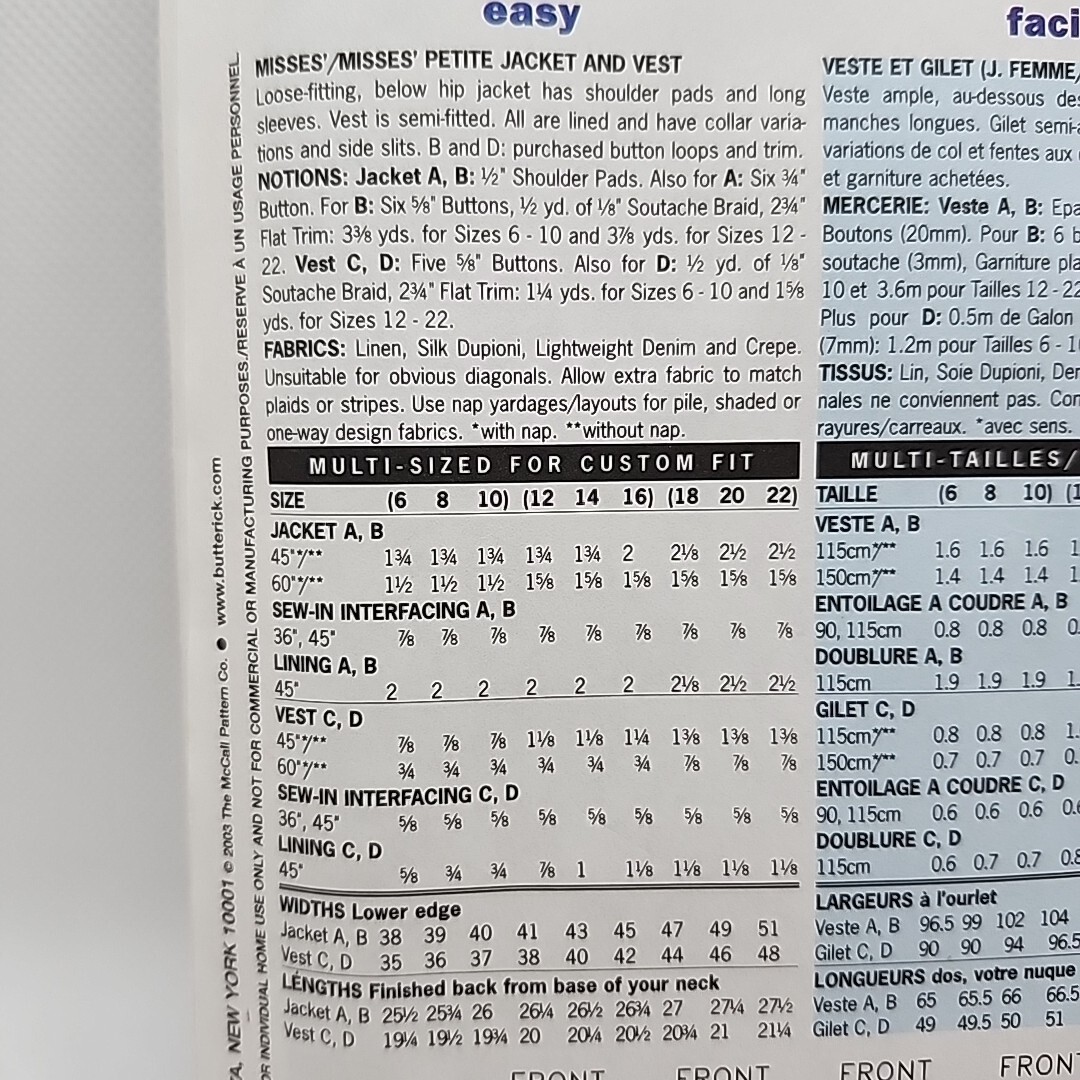 easy
MISSES'/MISSES' PETITE JACKET AND VEST
Loose-fitting, below hip jacket has shoulder pads and long
sleeves. Vest is semi-fitted. All are lined and have collar varia-
tions and side slits. B and D: purchased button loops and trim.
NOTIONS: Jacket A, B: ½" Shoulder Pads. Also for A: Six ¾"
Button. For B: Six ⅝" Buttons, ½ yd. of ⅛" Soutache Braid, 2¾"
Flat Trim: 3⅜ yds. for Sizes 6 - 10 and 3⅞ yds. for Sizes 12 -
22. Vest C, D: Five ⅝" Buttons. Also for D: ½ yd. of ⅛"
Soutache Braid, 2¾" Flat Trim: 1¼ yds. for Sizes 6 - 10 and 1⅝
yds. for Sizes 12 - 22.
FABRICS: Linen, Silk Dupioni, Lightweight Denim and Crepe.
Unsuitable for obvious diagonals. Allow extra fabric to match
plaids or stripes. Use nap yardages/layouts for pile, shaded or
one-way design fabrics. *with nap. **without nap.
MULTI-SIZED FOR CUSTOM FIT
SIZE (6 8 10) (12 14 16) (18 20 22)
JACKET A, B
45"*/** 1¾ 1¾ 1¾ 1¾ 1¾ 2 2⅛ 2½ 2½
60"*/** 1½ 1½ 1½ 1⅝ 1⅝ 1⅝ 1⅝ 1⅝ 1⅝
SEW-IN INTERFACING A, B
36", 45" ⅞ ⅞ ⅞ ⅞ ⅞ ⅞ ⅞ ⅞ ⅞
LINING A, B
45" 2 2 2 2 2 2 2⅛ 2½ 2½
VEST C, D
45"*/** ⅞ ⅞ ⅞ 1⅛ 1⅛ 1¼ 1⅜ 1⅜ 1⅜
60"*/** ¾ ¾ ¾ ¾ ¾ ¾ ⅞ ⅞ ⅞
SEW-IN INTERFACING C, D
36", 45" ⅝ ⅝ ⅝ ⅝ ⅝ ⅝ ⅝ ⅝ ⅝
LINING C, D
45" ⅝ ¾ ¾ ⅞ 1 1⅛ 1⅛ 1⅛ 1⅛
WIDTHS Lower edge
Jacket A, B 38 39 40 41 43 45 47 49 51
Vest C, D 35 36 37 38 40 42 44 46 48
LENGTHS Finished back from base of your neck
Jacket A, B 25½ 25¾ 26 26¼ 26½ 26¾ 27 27¼ 27½
Vest C, D 19¼ 19½ 19¾ 20 20¼ 20½ 20¾ 21 21¼
FRONT FRONT
faci
VESTE ET GILET (J. FEMME/
Veste ample, au-dessous des
manches longues. Gilet semi-a
variations de col et fentes aux
et garniture achetées.
MERCERIE: Veste A, B: Epa
Boutons (20mm). Pour B: 6 b
soutache (3mm), Garniture pla
10 et 3.6m pour Tailles 12 - 22
Plus pour D: 0.5m de Galon
(7mm): 1.2m pour Tailles 6 - 1
TISSUS: Lin, Soie Dupioni, Den
nales ne conviennent pas. Com
rayures/carreaux. *avec sens.
MULTI-TAILLES/
TAILLE (6 8 10) (1
VESTE A, B
115cm*/** 1.6 1.6 1.6 1
150cm*/** 1.4 1.4 1.4 1
ENTOILAGE A COUDRE A, B
90, 115cm 0.8 0.8 0.8 0.
DOUBLURE A, B
115cm 1.9 1.9 1.9 1.
GILET C, D
115cm*/** 0.8 0.8 0.8 1.
150cm*/** 0.7 0.7 0.7 0.
ENTOILAGE A COUDRE C, D
90, 115cm 0.6 0.6 0.6 0.6
DOUBLURE C, D
115cm 0.6 0.7 0.7 0.8
LARGEURS à l'ourlet
Veste A, B 96.5 99 102 104
Gilet C, D 90 90 94 96.5
LONGUEURS dos, votre nuque
Veste A, B 65 65.5 66 66.5
Gilet C, D 49 49.5 50 51
FRONT FRON
A, NEW YORK 10001 © 2003 The McCall Pattern Co. ● www.butterick.com
OR INDIVIDUAL HOME USE ONLY AND NOT FOR COMMERCIAL OR MANUFACTURING PURPOSES./RESERVE À UN USAGE PERSONNEL.